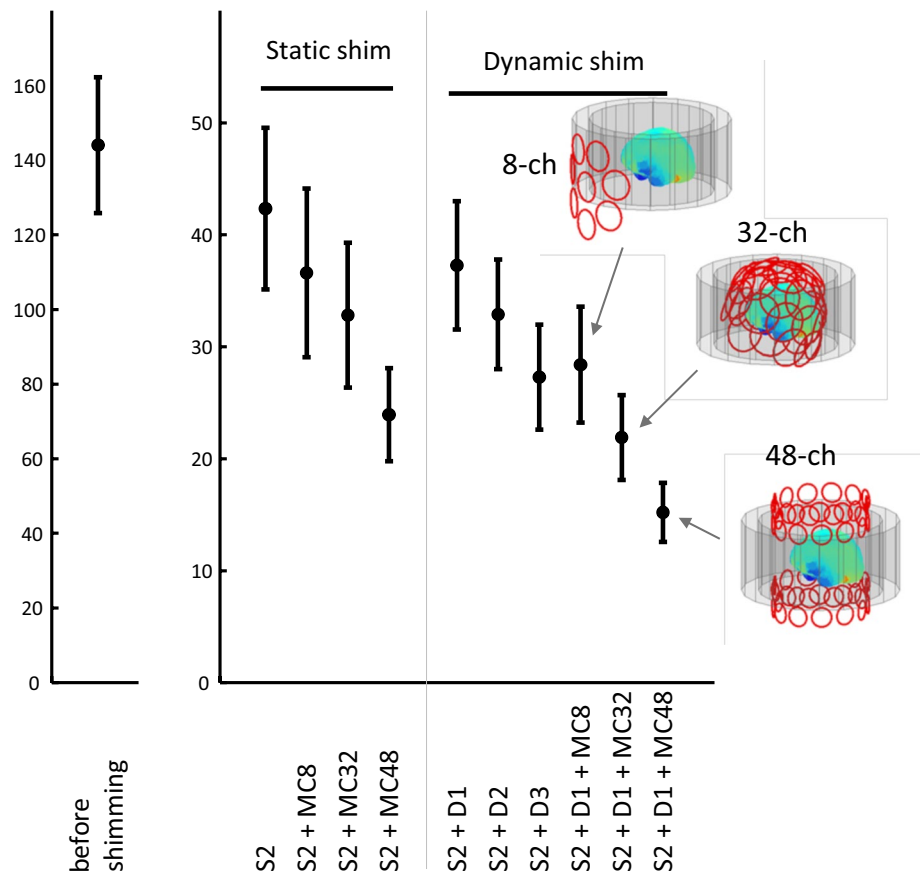 Static shim
Dynamic shim
8-ch
32-ch
48-ch
160
140
120
100
80
60
40
20
0
50
40
30
20
10
0
before
shimming
S2
S2 + MC8
S2 + MC32
S2 + MC48
S2 + D1
S2 + D2
S2 + D3
S2 + D1 + MC8
S2 + D1 + MC32
S2 + D1 + MC48